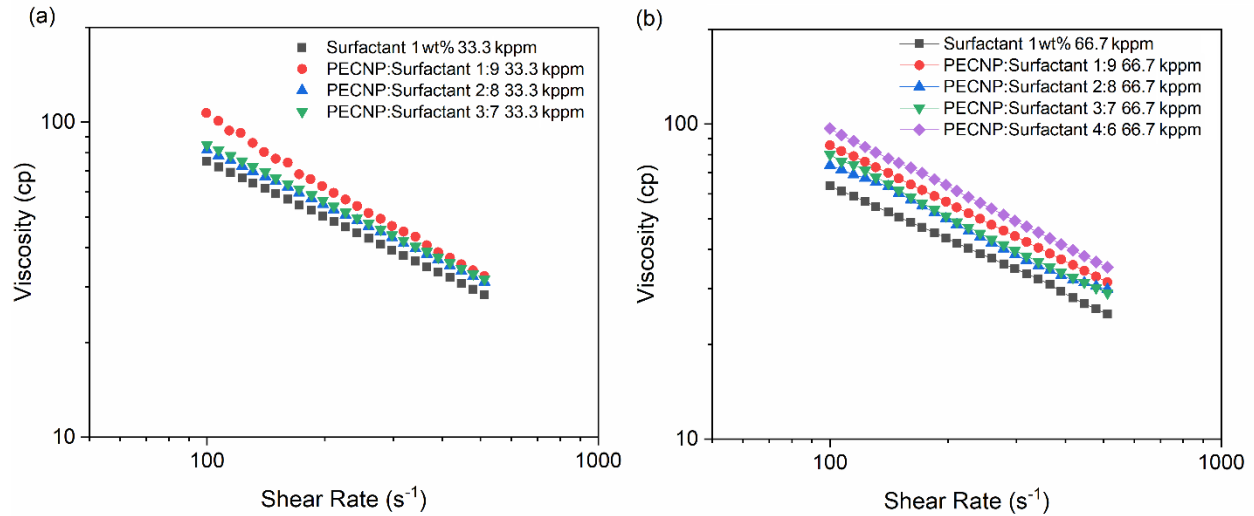 (a)
Surfactant 1 wt% 33.3 kppm
PECNP:Surfactant 1:9 33.3 kppm
PECNP:Surfactant 2:8 33.3 kppm
PECNP:Surfactant 3:7 33.3 kppm
100
10
Viscosity (cp)
100
1000
Shear Rate (s⁻¹)
(b)
Surfactant 1wt% 66.7 kppm
PECNP:Surfactant 1:9 66.7 kppm
PECNP:Surfactant 2:8 66.7 kppm
PECNP:Surfactant 3:7 66.7 kppm
PECNP:Surfactant 4:6 66.7 kppm
100
10
Viscosity (cp)
100
1000
Shear Rate (s⁻¹)